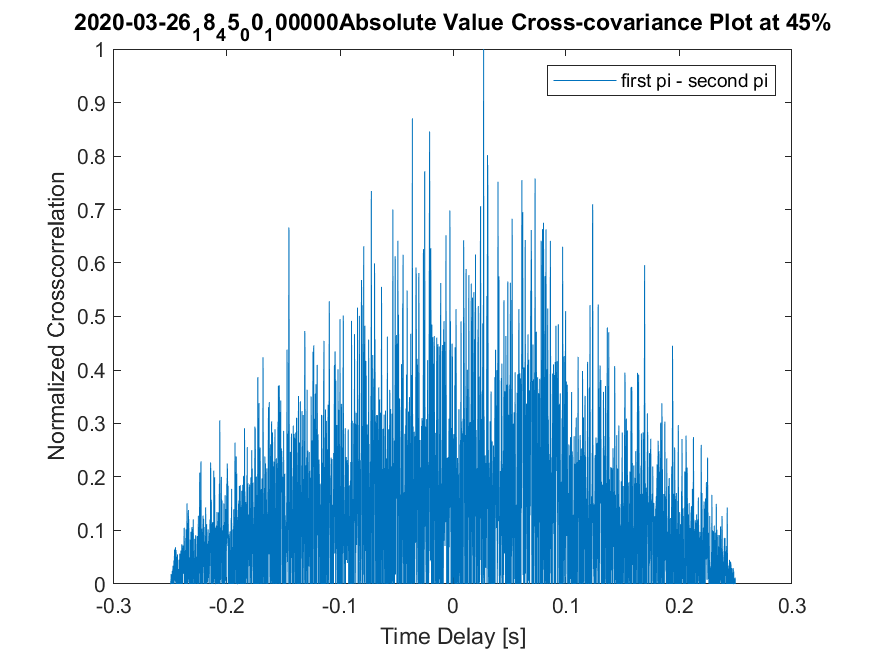 2020-03-26₁8₄5₀0₁00000Absolute Value Cross-covariance Plot at 45%
first pi - second pi
1
0.9
0.8
0.7
0.6
0.5
0.4
0.3
0.2
0.1
0
Normalized Crosscorrelation
-0.3 -0.2 -0.1 0 0.1 0.2 0.3
Time Delay [s]